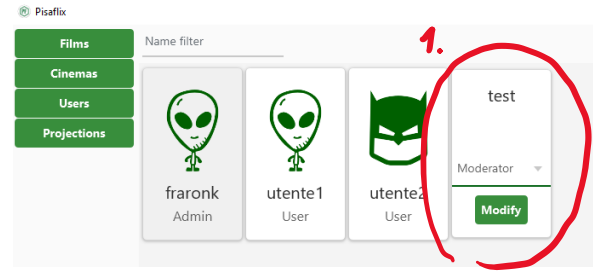 Pisaflix
Films
Cinemas
Users
Projections
Name filter
1.
fraronk
Admin
utente1
User
utente2
User
test
Moderator
Modify